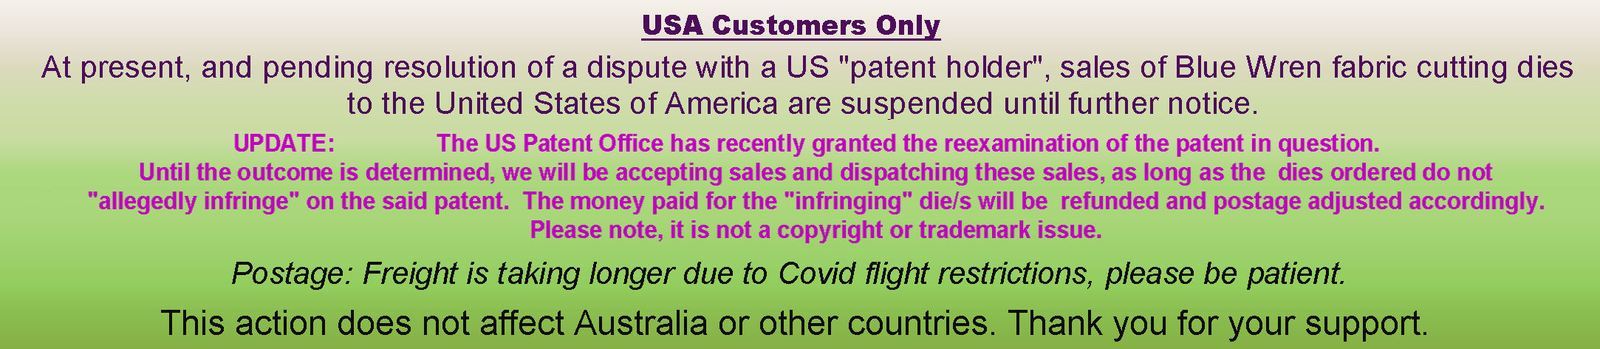 USA Customers Only
At present, and pending resolution of a dispute with a US "patent holder", sales of Blue Wren fabric cutting dies
to the United States of America are suspended until further notice.
UPDATE: The US Patent Office has recently granted the reexamination of the patent in question.
Until the outcome is determined, we will be accepting sales and dispatching these sales, as long as the dies ordered do not
"allegedly infringe" on the said patent. The money paid for the "infringing" die/s will be refunded and postage adjusted accordingly.
Please note, it is not a copyright or trademark issue.
Postage: Freight is taking longer due to Covid flight restrictions, please be patient.
This action does not affect Australia or other countries. Thank you for your support.